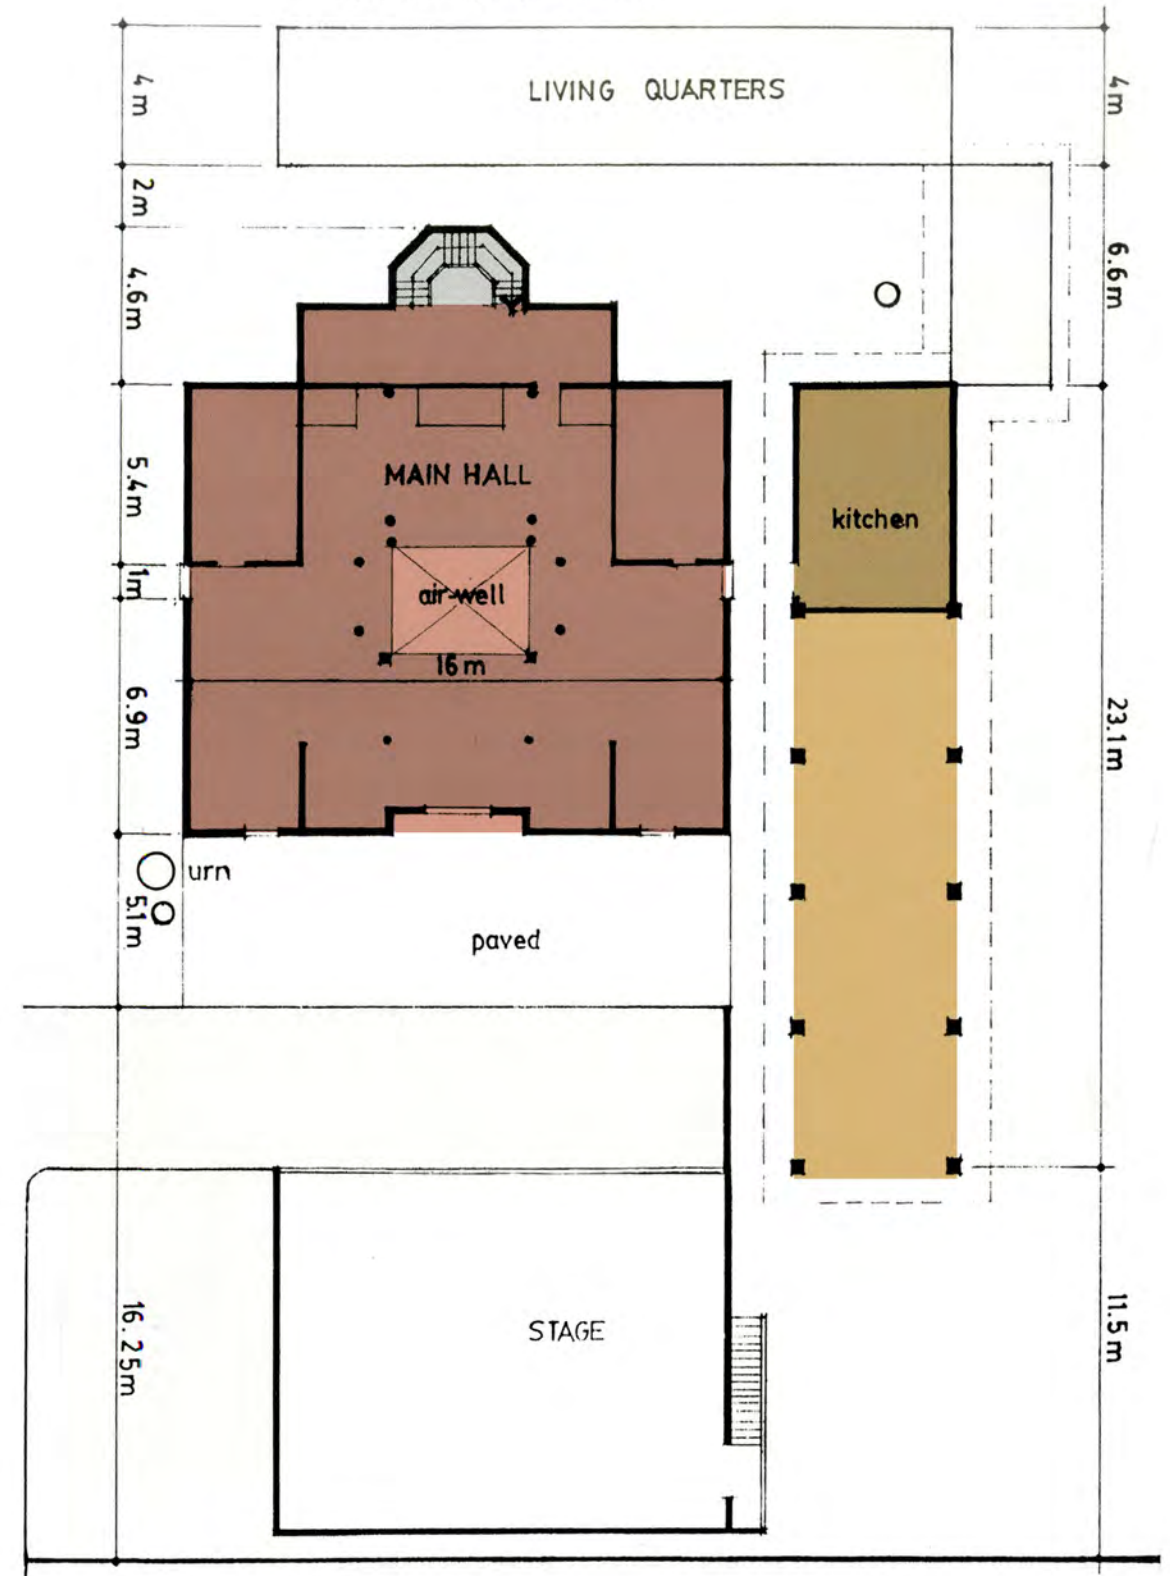 LIVING QUARTERS
4m
4m
2m
6.6m
4.6m
MAIN HALL
5.4m
kitchen
1m
air-well
16m
6.9m
23.1m
urn
5.1m
paved
STAGE
16.25m
11.5m